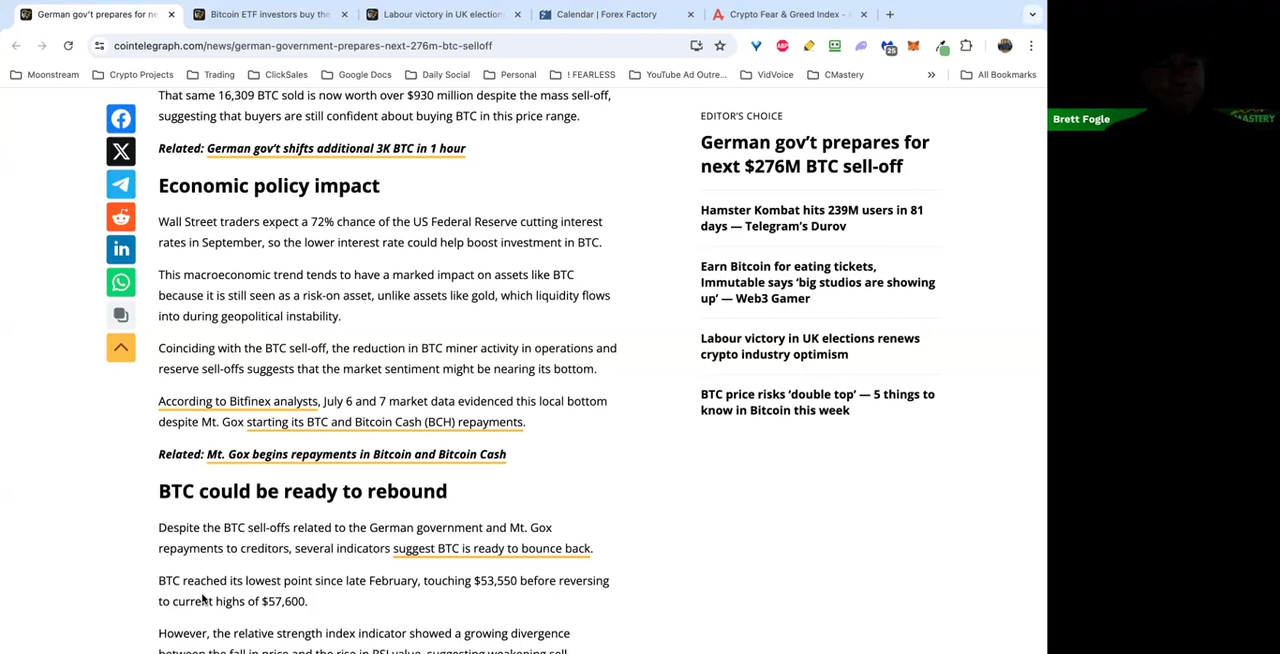 German gov't prepares for ne
Bitcoin ETF investors buy the
Labour victory in UK election
Calendar | Forex Factory
Crypto Fear & Greed Index -
cointelegraph.com/news/german-government-prepares-next-276m-btc-selloff
Moonstream
Crypto Projects
Trading
ClickSales
Google Docs
Daily Social
Personal
! FEARLESS
YouTube Ad Outre...
VidVoice
CMastery
»
All Bookmarks
That same 16,309 BTC sold is now worth over $930 million despite the mass sell-off,
suggesting that buyers are still confident about buying BTC in this price range.
Related: German gov't shifts additional 3K BTC in 1 hour
Economic policy impact
Wall Street traders expect a 72% chance of the US Federal Reserve cutting interest
rates in September, so the lower interest rate could help boost investment in BTC.
This macroeconomic trend tends to have a marked impact on assets like BTC
because it is still seen as a risk-on asset, unlike assets like gold, which liquidity flows
into during geopolitical instability.
Coinciding with the BTC sell-off, the reduction in BTC miner activity in operations and
reserve sell-offs suggests that the market sentiment might be nearing its bottom.
According to Bitfinex analysts, July 6 and 7 market data evidenced this local bottom
despite Mt. Gox starting its BTC and Bitcoin Cash (BCH) repayments.
Related: Mt. Gox begins repayments in Bitcoin and Bitcoin Cash
BTC could be ready to rebound
Despite the BTC sell-offs related to the German government and Mt. Gox
repayments to creditors, several indicators suggest BTC is ready to bounce back.
BTC reached its lowest point since late February, touching $53,550 before reversing
to current highs of $57,600.
However, the relative strength index indicator showed a growing divergence
between the fall in price and the rise in RSI value, suggesting weakening sell
EDITOR'S CHOICE
German gov't prepares for
next $276M BTC sell-off
Hamster Kombat hits 239M users in 81
days — Telegram's Durov
Earn Bitcoin for eating tickets,
Immutable says 'big studios are showing
up' — Web3 Gamer
Labour victory in UK elections renews
crypto industry optimism
BTC price risks 'double top' — 5 things to
know in Bitcoin this week
Brett Fogle
MASTERY